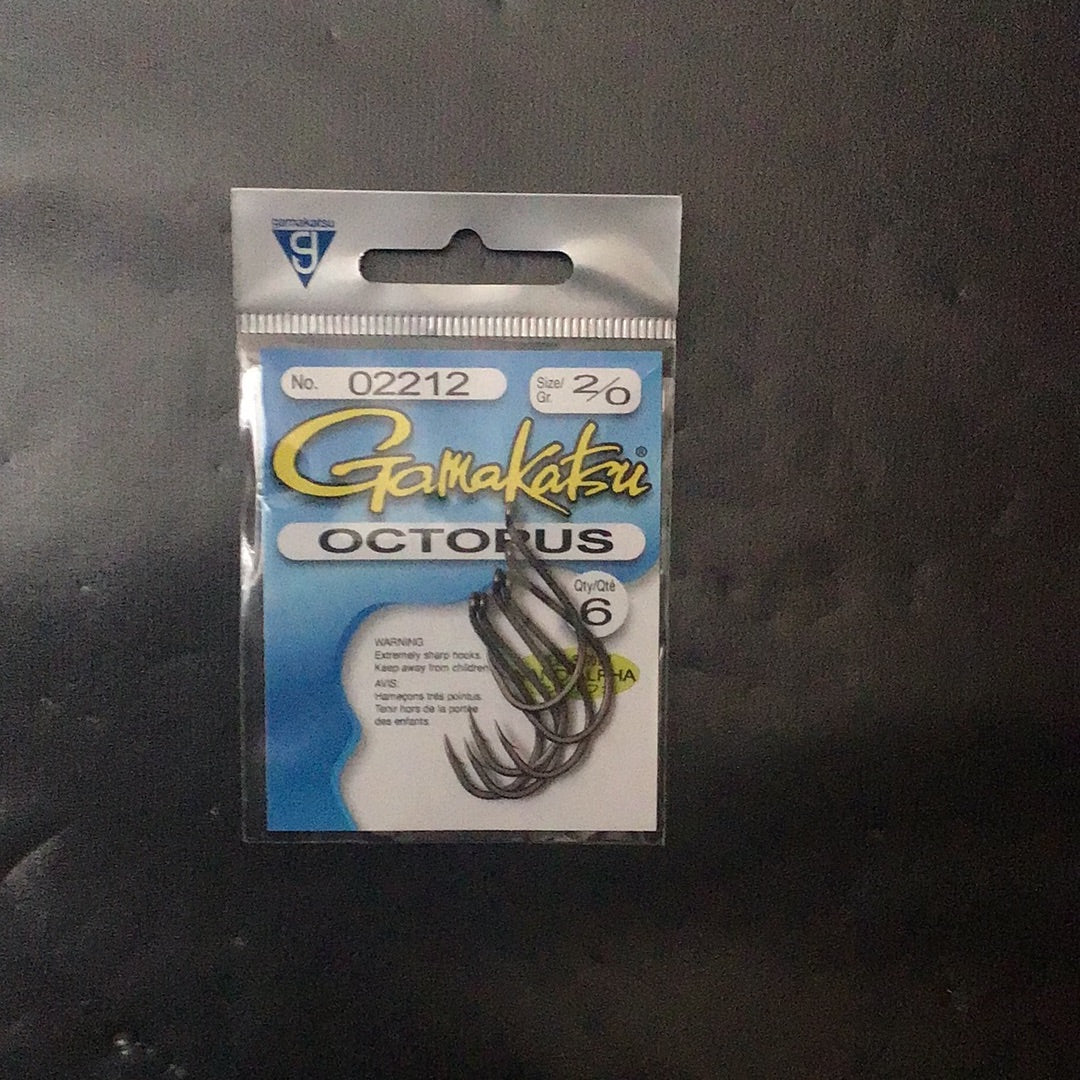 gamakatsu
g
No. 02212
Size/
Gr. 2/0
Gamakatsu®
OCTOPUS
Qty/Qté
6
WARNING
Extremely sharp hooks.
Keep away from children
AVIS:
Hameçons très pointus.
Tenir hors de la portée
des enfants
ALPHA